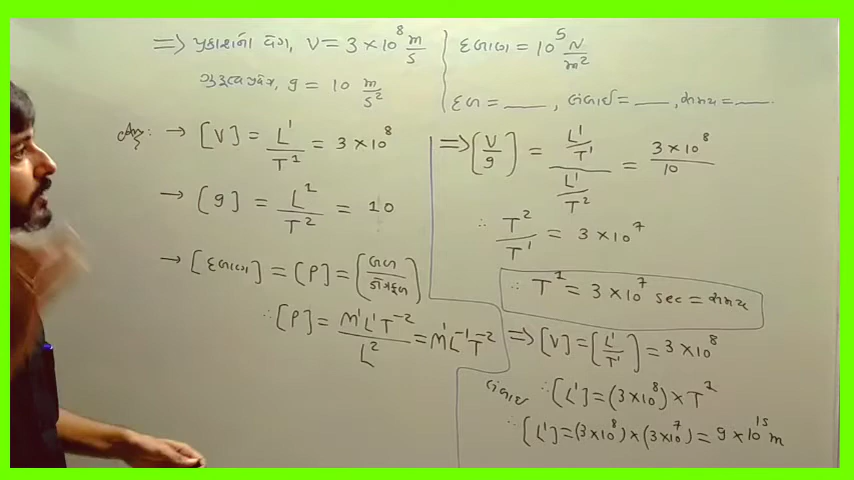 ⇒ પ્રકાશનો વેગ, V = 3 × 10⁸ m/s
ગુરુત્વપ્રવેગ, g = 10 m/s²
દબાણ = 10⁵ N/m²
દળ = ____ , લંબાઈ = ____ , સમય = ____.
→ [V] = L¹/T¹ = 3 × 10⁸
→ [g] = L²/T² = 10
→ [દબાણ] = [P] = [બળ/ક્ષેત્રફળ]
∴ [P] = M¹L¹T⁻²/L² = M¹L⁻¹T⁻²
⇒ [V/g] = (L¹/T¹)/(L¹/T²) = 3 × 10⁸/10
∴ T²/T¹ = 3 × 10⁷
∴ T¹ = 3 × 10⁷ sec = સમય
⇒ [V] = [L¹/T¹] = 3 × 10⁸
લંબાઈ ∴ [L¹] = (3 × 10⁸) × T¹
∴ [L¹] = (3 × 10⁸) × (3 × 10⁷) = 9 × 10¹⁵ m